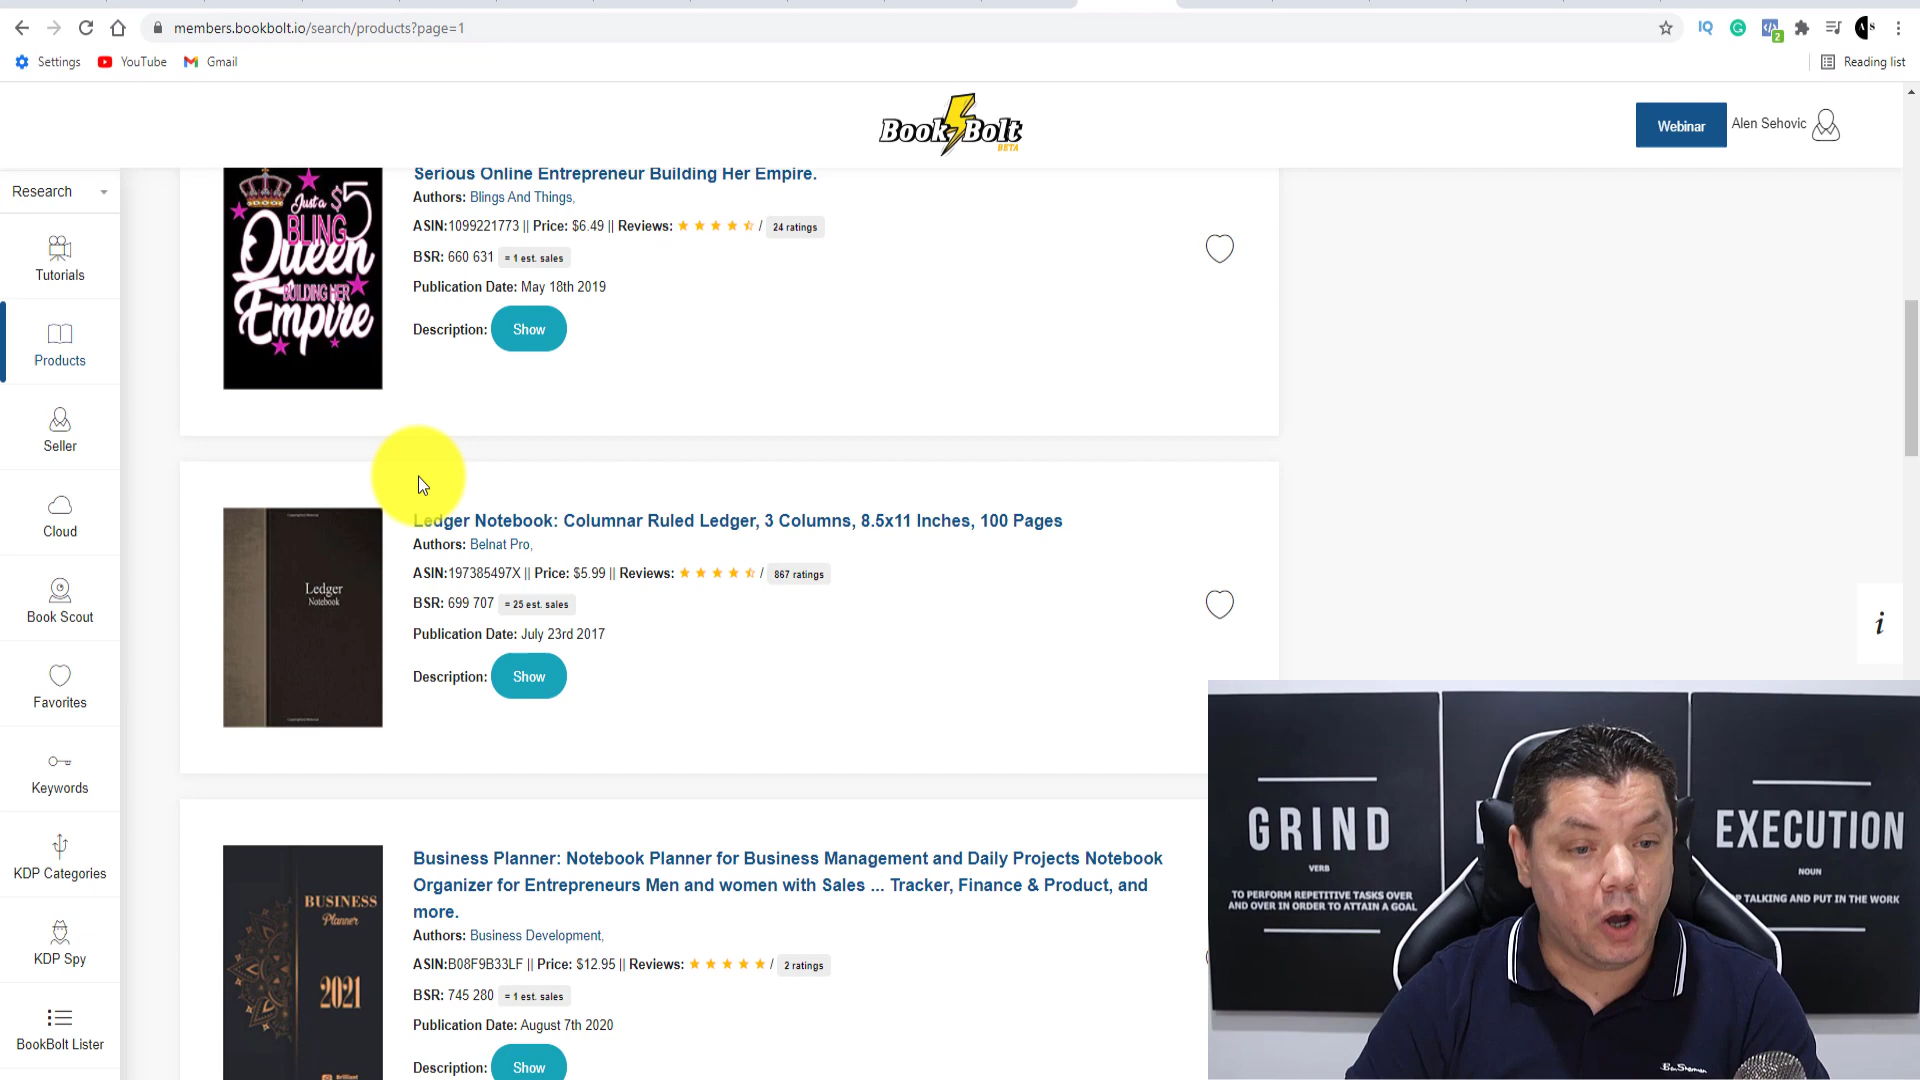 members.bookbolt.io/search/products?page=1
IQ
2
Settings YouTube Gmail
Reading list
Book Bolt
BETA
Webinar Alen Sehovic
Research
Tutorials
Products
Seller
Cloud
Book Scout
Favorites
Keywords
KDP Categories
KDP Spy
BookBolt Lister
Just a $5
BLING
Queen
BUILDING HER
Empire
Serious Online Entrepreneur Building Her Empire.
Authors: Blings And Things,
ASIN:1099221773 || Price: $6.49 || Reviews: / 24 ratings
BSR: 660 631 = 1 est. sales
Publication Date: May 18th 2019
Description: Show
Ledger
Notebook
Ledger Notebook: Columnar Ruled Ledger, 3 Columns, 8.5x11 Inches, 100 Pages
Authors: Belnat Pro,
ASIN:197385497X || Price: $5.99 || Reviews: / 867 ratings
BSR: 699 707 = 25 est. sales
Publication Date: July 23rd 2017
Description: Show
i
BUSINESS
Planner
2021
Business Planner: Notebook Planner for Business Management and Daily Projects Notebook
Organizer for Entrepreneurs Men and women with Sales ... Tracker, Finance & Product, and
more.
Authors: Business Development,
ASIN:B08F9B33LF || Price: $12.95 || Reviews: / 2 ratings
BSR: 745 280 = 1 est. sales
Publication Date: August 7th 2020
Description: Show
GRIND
VERB
TO PERFORM REPETITIVE TASKS OVER
AND OVER IN ORDER TO ATTAIN A GOAL
EXECUTION
NOUN
TALKING AND PUT IN THE WORK
Ben Sherman